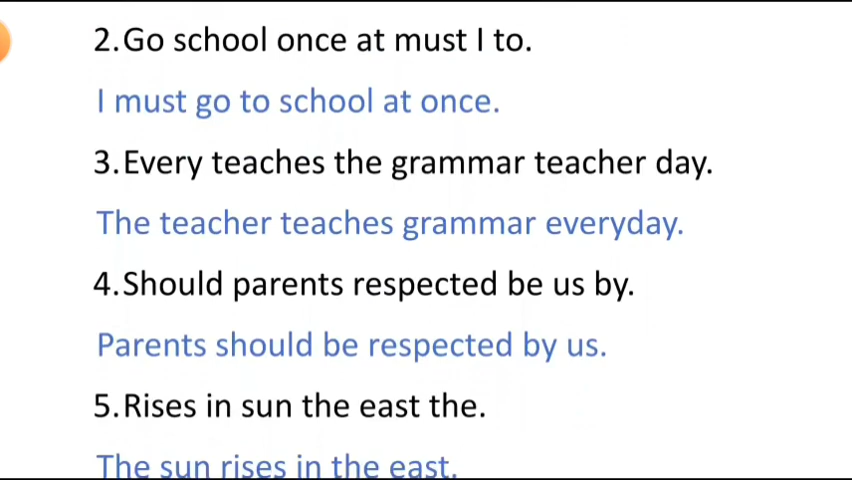 2.Go school once at must I to.
I must go to school at once.
3.Every teaches the grammar teacher day.
The teacher teaches grammar everyday.
4.Should parents respected be us by.
Parents should be respected by us.
5.Rises in sun the east the.
The sun rises in the east.